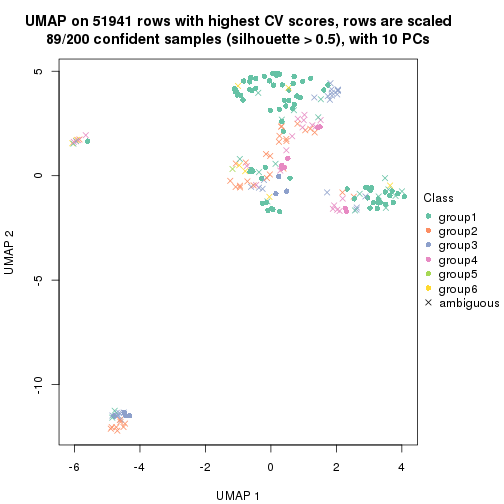 UMAP on 51941 rows with highest CV scores, rows are scaled
89/200 confident samples (silhouette > 0.5), with 10 PCs
5
0
-5
-10
UMAP 2
-6
-4
-2
0
2
4
UMAP 1
Class
group1
group2
group3
group4
group5
group6
ambiguous